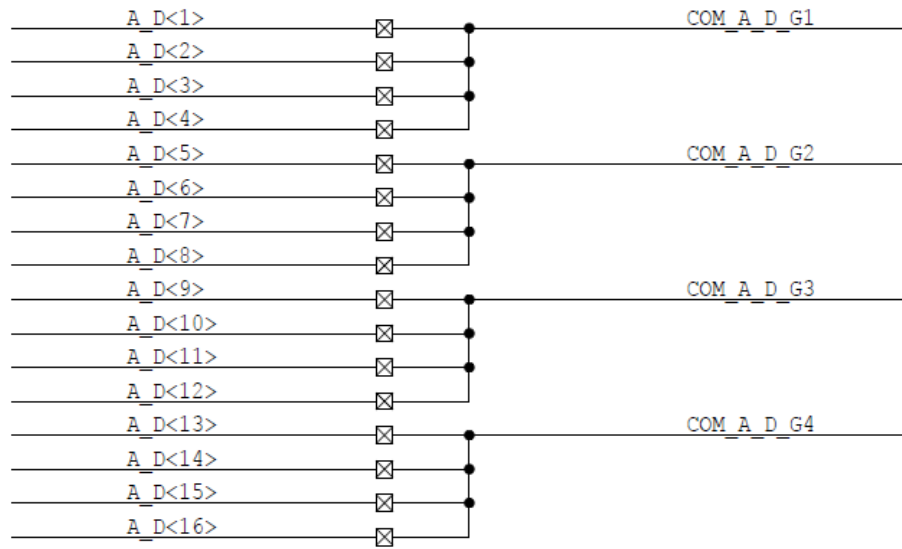 A_D<1> COM_A_D_G1
A_D<2>
A_D<3>
A_D<4>
A_D<5> COM_A_D_G2
A_D<6>
A_D<7>
A_D<8>
A_D<9> COM_A_D_G3
A_D<10>
A_D<11>
A_D<12>
A_D<13> COM_A_D_G4
A_D<14>
A_D<15>
A_D<16>